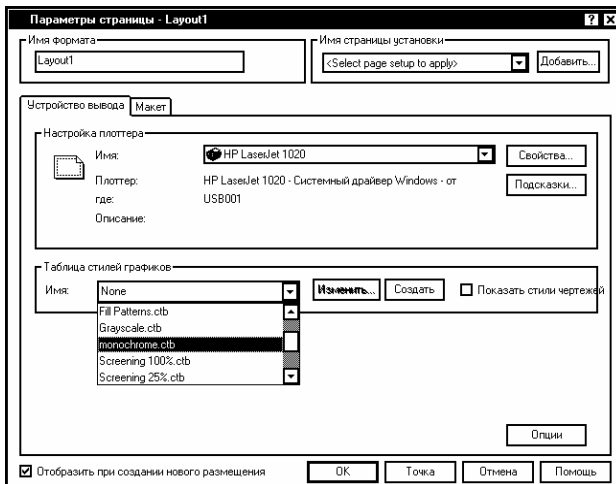 Параметры страницы - Layout1
Имя формата
Layout1
Имя страницы установки
<Select page setup to apply>
Добавить...
Устройство вывода
Макет
Настройка плоттера
Имя:
HP LaserJet 1020
Свойства...
Плоттер:
HP LaserJet 1020 - Системный драйвер Windows - от
Подсказки...
где:
USB001
Описание:
Таблица стилей графиков
Имя:
None
Изменить...
Создать
Показать стили чертежей
Fill Patterns.ctb
Grayscale.ctb
monochrome.ctb
Screening 100%.ctb
Screening 25%.ctb
Опции
Отобразить при создании нового размещения
OK
Точка
Отмена
Помощь